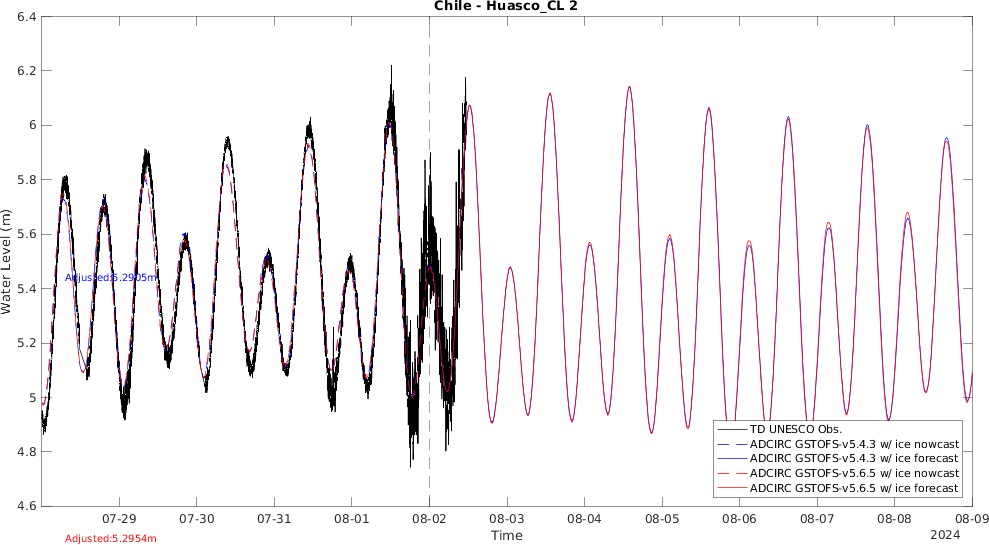 Chile - Huasco_CL 2
6.4
6.2
6
5.8
5.6
5.4
5.2
5
4.8
4.6
Water Level (m)
Adjusted:5.2905m
TD UNESCO Obs.
ADCIRC GSTOFS-v5.4.3 w/ ice nowcast
ADCIRC GSTOFS-v5.4.3 w/ ice forecast
ADCIRC GSTOFS-v5.6.5 w/ ice nowcast
ADCIRC GSTOFS-v5.6.5 w/ ice forecast
07-29 07-30 07-31 08-01 08-02 08-03 08-04 08-05 08-06 08-07 08-08 08-09
Time
2024
Adjusted:5.2954m